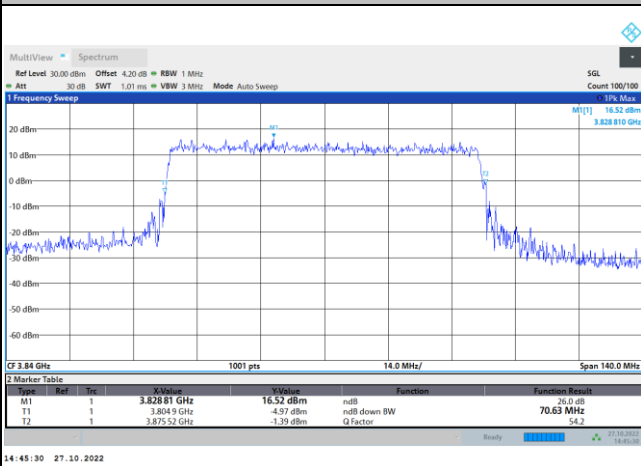 MultiView Spectrum
Ref Level 30.00 dBm Offset 4.20 dB RBW 1 MHz SGL
Att 30 dB SWT 1.01 ms VBW 3 MHz Mode Auto Sweep Count 100/100
1 Frequency Sweep 1Pk Max
M1[1] 16.52 dBm
3.828 810 GHz
20 dBm
M1
10 dBm
0 dBm
T1
T2
-10 dBm
-20 dBm
-30 dBm
-40 dBm
-50 dBm
-60 dBm
CF 3.84 GHz 1001 pts 14.0 MHz/ Span 140.0 MHz
2 Marker Table
Type Ref Trc X-Value Y-Value Function Function Result
M1 1 3.828 81 GHz 16.52 dBm ndB 26.0 dB
T1 1 3.804 9 GHz -4.97 dBm ndB down BW 70.63 MHz
T2 1 3.875 52 GHz -1.39 dBm Q Factor 54.2
Ready 27.10.2022
14:45:30
14:45:30 27.10.2022